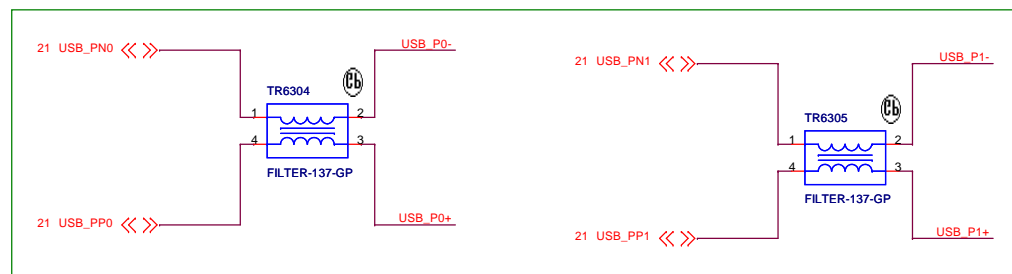 21 USB_PN0
USB_P0-
TR6304
1
2
4
3
FILTER-137-GP
21 USB_PP0
USB_P0+
21 USB_PN1
USB_P1-
TR6305
1
2
4
3
FILTER-137-GP
21 USB_PP1
USB_P1+